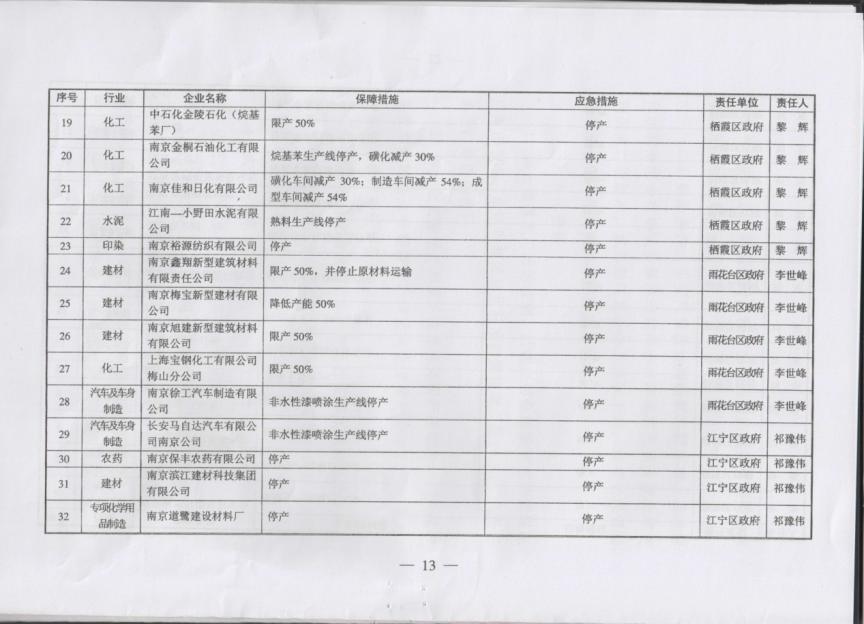 序号 行业 企业名称 保障措施 应急措施 责任单位 责任人
19 化工 中石化金陵石化（烷基苯厂） 限产50% 停产 栖霞区政府 黎 辉
20 化工 南京金桐石油化工有限公司 烷基苯生产线停产，磺化减产30% 停产 栖霞区政府 黎 辉
21 化工 南京佳和日化有限公司 磺化车间减产30%；制造车间减产54%；成型车间减产54% 停产 栖霞区政府 黎 辉
22 水泥 江南—小野田水泥有限公司 熟料生产线停产 停产 栖霞区政府 黎 辉
23 印染 南京裕源纺织有限公司 停产 停产 栖霞区政府 黎 辉
24 建材 南京鑫翔新型建筑材料有限责任公司 限产50%，并停止原材料运输 停产 雨花台区政府 李世峰
25 建材 南京梅宝新型建材有限公司 降低产能50% 停产 雨花台区政府 李世峰
26 建材 南京旭建新型建筑材料有限公司 限产50% 停产 雨花台区政府 李世峰
27 化工 上海宝钢化工有限公司梅山分公司 限产50% 停产 雨花台区政府 李世峰
28 汽车及车身制造 南京徐工汽车制造有限公司 非水性漆喷涂生产线停产 停产 雨花台区政府 李世峰
29 汽车及车身制造 长安马自达汽车有限公司南京公司 非水性漆喷涂生产线停产 停产 江宁区政府 祁豫伟
30 农药 南京保丰农药有限公司 停产 停产 江宁区政府 祁豫伟
31 建材 南京滨江建材科技集团有限公司 停产 停产 江宁区政府 祁豫伟
32 专项化学用品制造 南京道鹭建设材料厂 停产 停产 江宁区政府 祁豫伟
— 13 —